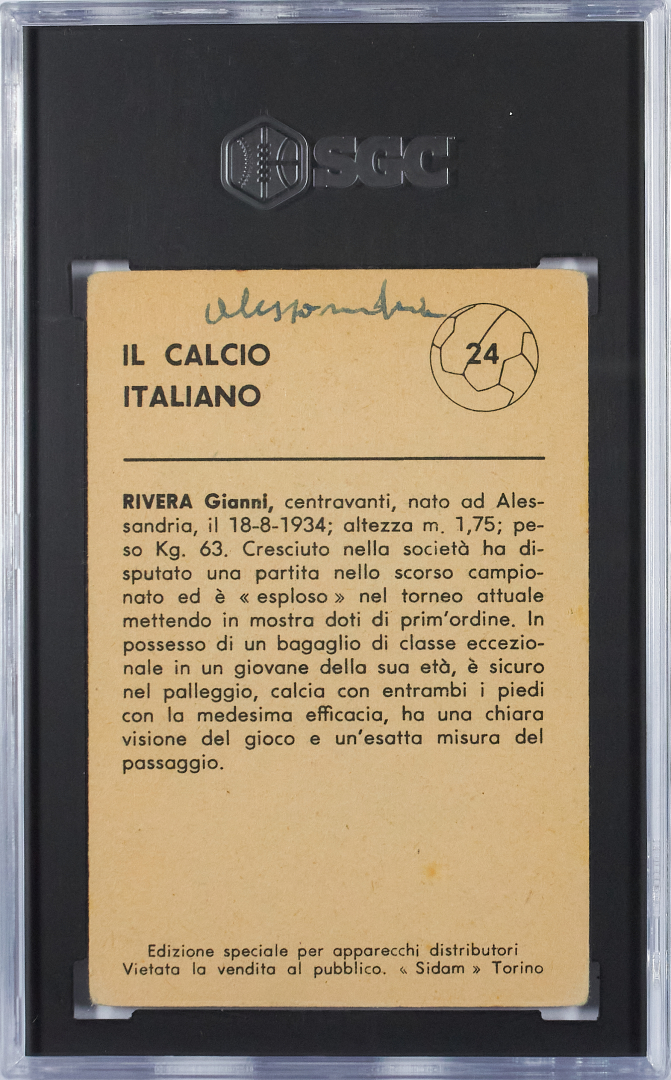 SGC
alessandria
IL CALCIO
ITALIANO
24
RIVERA Gianni, centravanti, nato ad Ales-
sandria, il 18-8-1934; altezza m. 1,75; pe-
so Kg. 63. Cresciuto nella società ha di-
sputato una partita nello scorso campio-
nato ed è « esploso » nel torneo attuale
mettendo in mostra doti di prim'ordine. In
possesso di un bagaglio di classe eccezio-
nale in un giovane della sua età, è sicuro
nel palleggio, calcia con entrambi i piedi
con la medesima efficacia, ha una chiara
visione del gioco e un'esatta misura del
passaggio.
Edizione speciale per apparecchi distributori
Vietata la vendita al pubblico. « Sidam » Torino